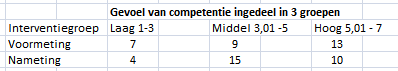 Gevoel van competentie ingedeel in 3 groepen
Interventiegroep Laag 1-3 Middel 3,01 -5 Hoog 5,01 - 7
Voormeting 7 9 13
Nameting 4 15 10